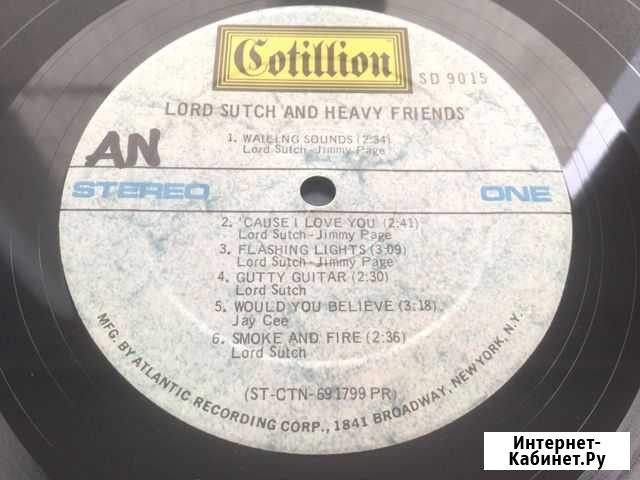 Cotillion
SD 9015
LORD SUTCH AND HEAVY FRIENDS
1. WAILING SOUNDS (2:34)
Lord Sutch-Jimmy Page
AN
STEREO
ONE
2. 'CAUSE I LOVE YOU (2:41)
Lord Sutch-Jimmy Page
3. FLASHING LIGHTS (3:09)
Lord Sutch-Jimmy Page
4. GUTTY GUITAR (2:30)
Lord Sutch
5. WOULD YOU BELIEVE (3:18)
Jay Cee
6. SMOKE AND FIRE (2:36)
Lord Sutch
(ST-CTN-691799 PR)
MFG. BY ATLANTIC RECORDING CORP., 1841 BROADWAY, NEW YORK, N.Y.
Интернет-
Кабинет.Ру